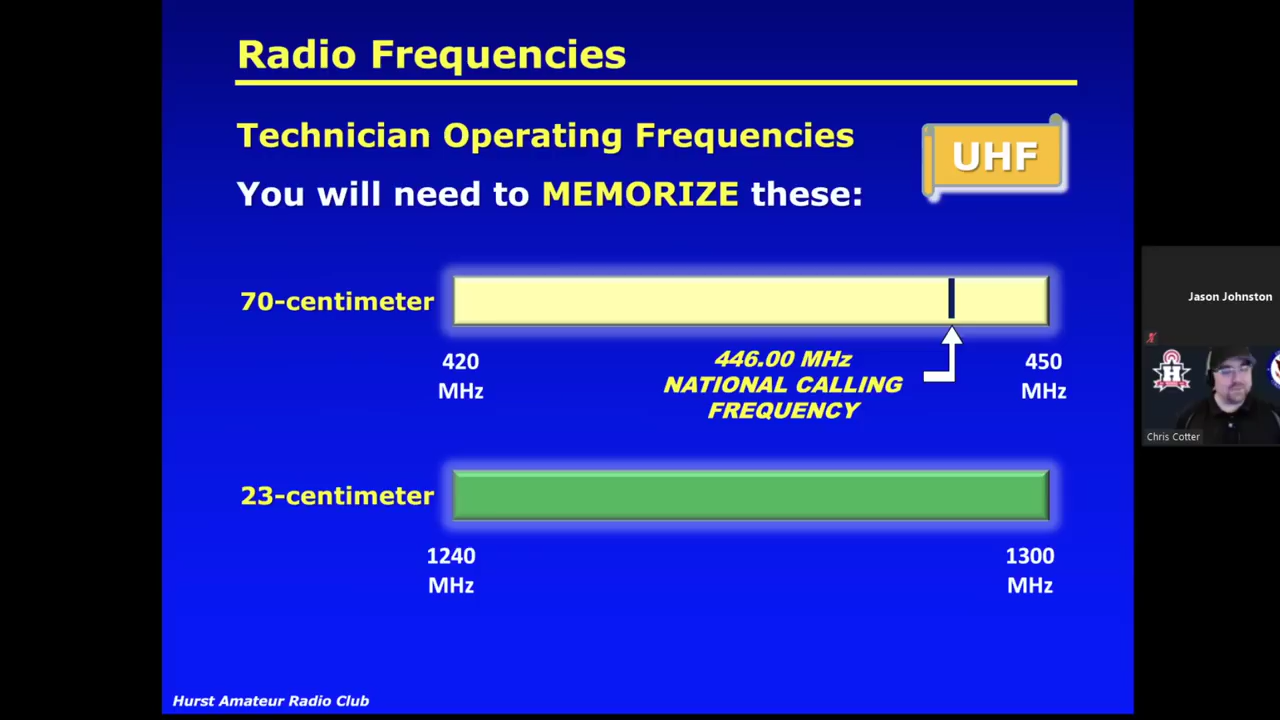 Radio Frequencies
Technician Operating Frequencies
UHF
You will need to MEMORIZE these:
70-centimeter
420
MHz
446.00 MHz
NATIONAL CALLING
FREQUENCY
450
MHz
23-centimeter
1240
MHz
1300
MHz
Hurst Amateur Radio Club
Jason Johnston
H
Chris Cotter